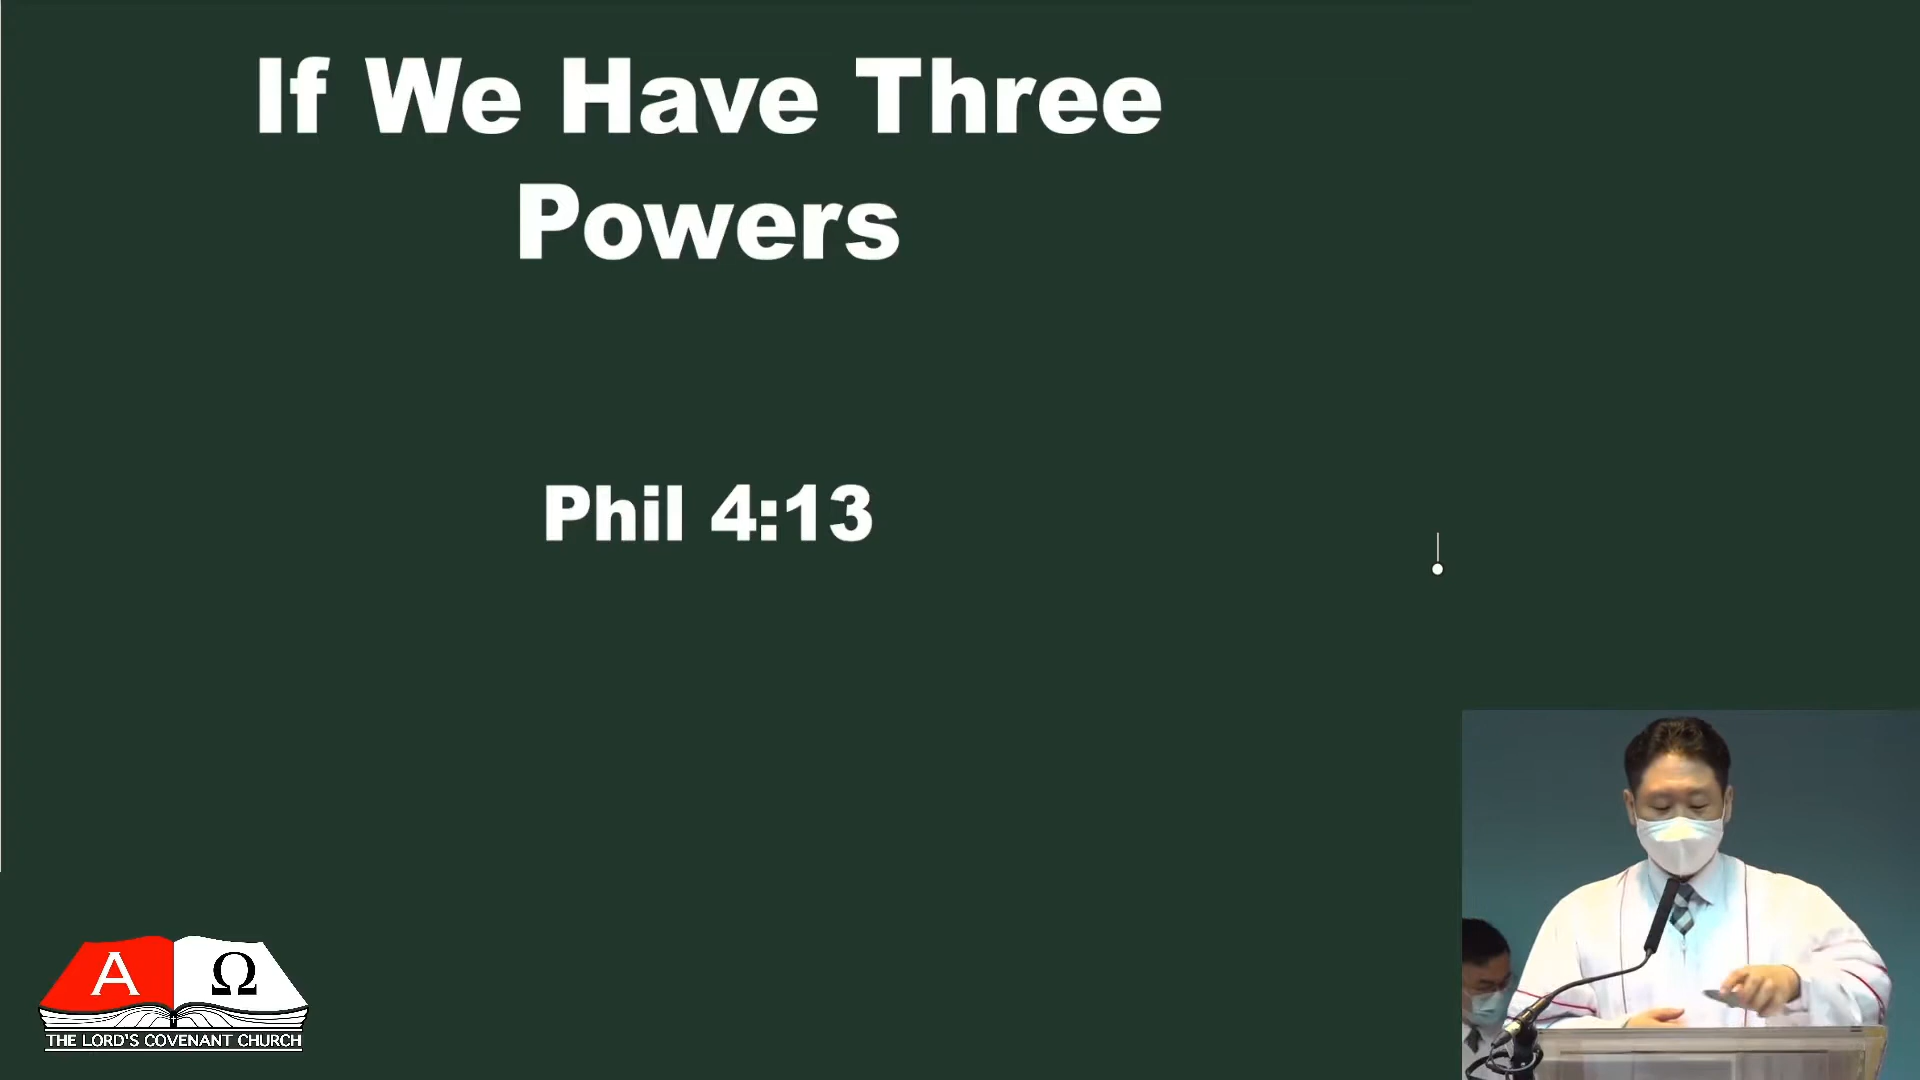 If We Have Three
Powers
Phil 4:13
Α Ω
THE LORD'S COVENANT CHURCH